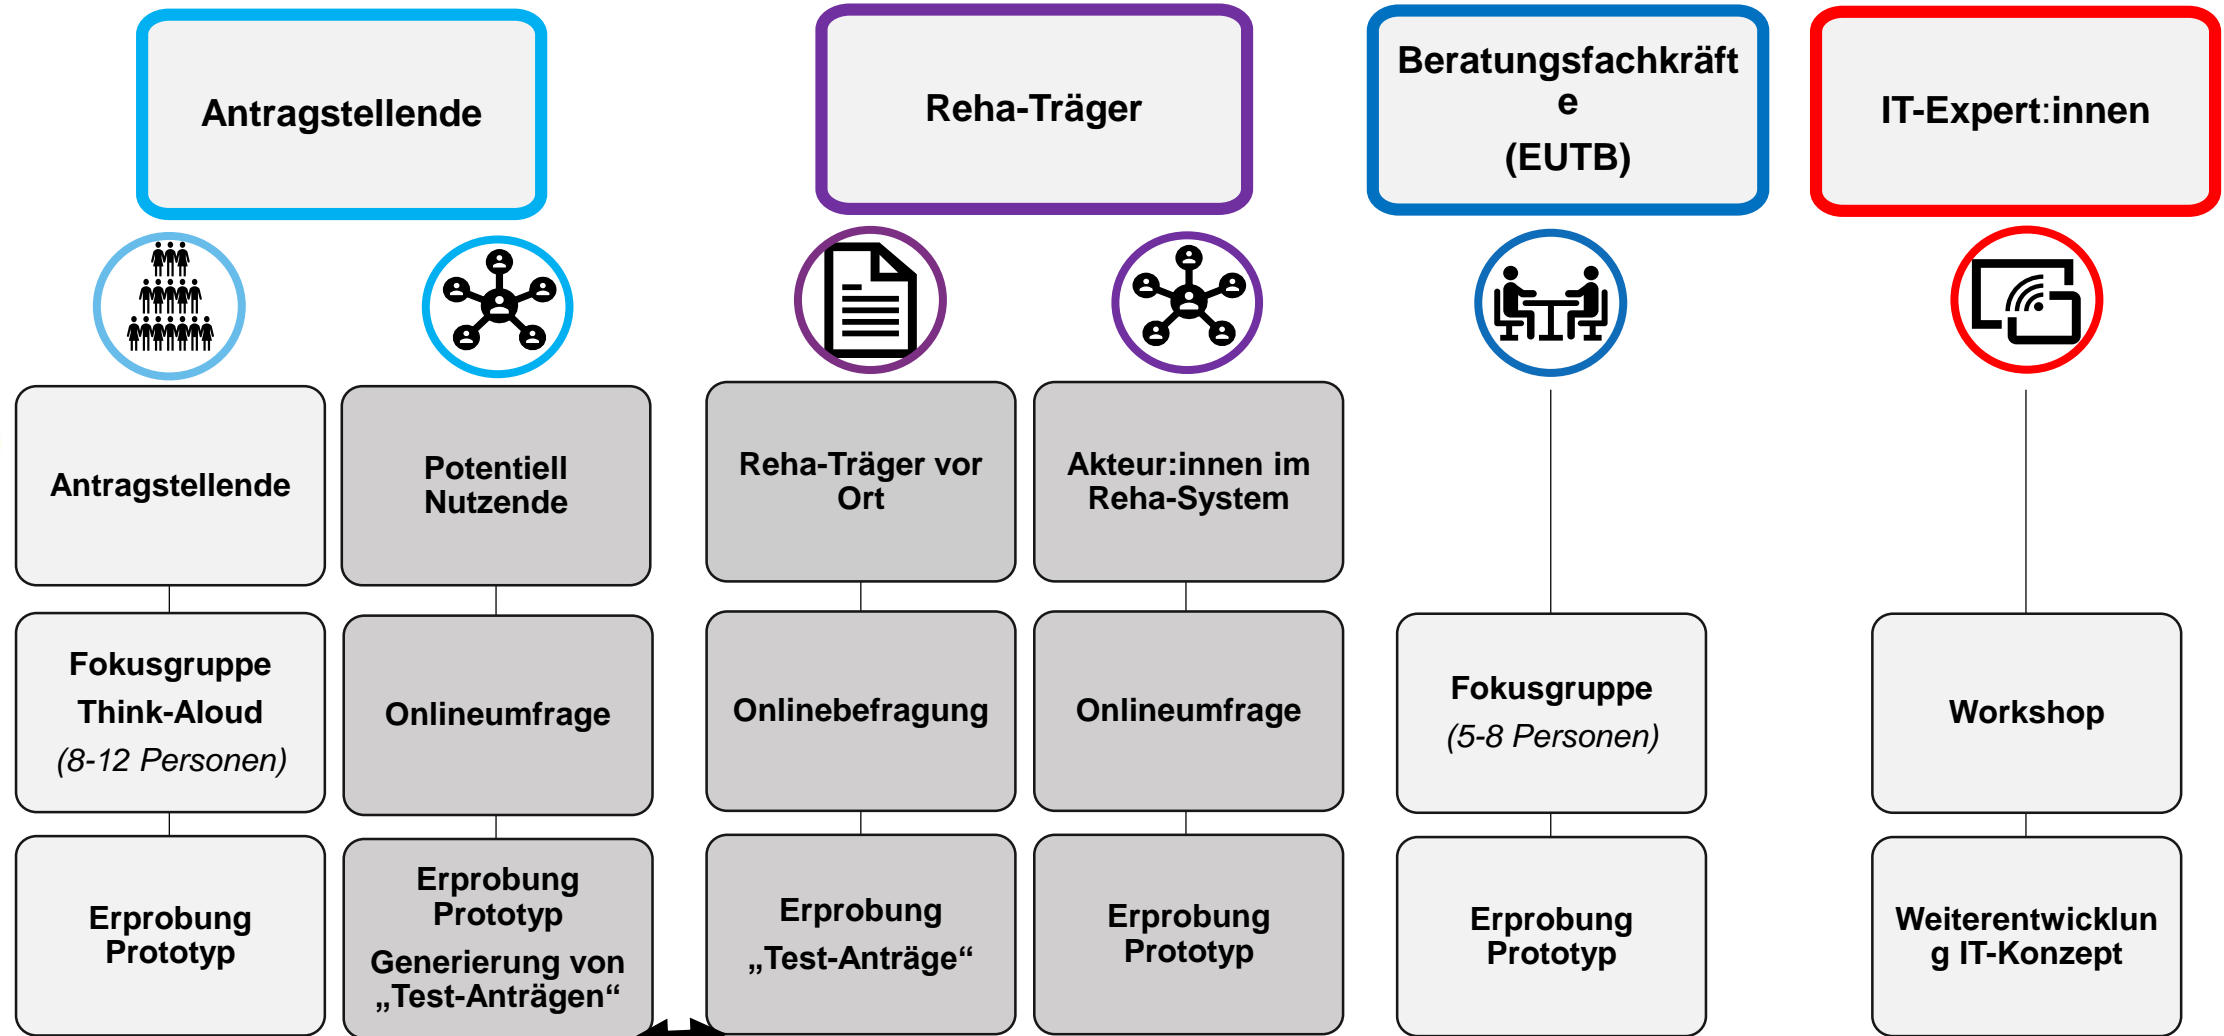 Antragstellende
Reha-Träger
Beratungsfachkräft
e
(EUTB)
IT-Expert:innen
Antragstellende
Potentiell
Nutzende
Reha-Träger vor
Ort
Akteur:innen im
Reha-System
Fokusgruppe
Think-Aloud
(8-12 Personen)
Onlineumfrage
Onlinebefragung
Onlineumfrage
Fokusgruppe
(5-8 Personen)
Workshop
Erprobung
Prototyp
Erprobung
Prototyp
Generierung von
„Test-Anträgen“
Erprobung
„Test-Anträge“
Erprobung
Prototyp
Erprobung
Prototyp
Weiterentwicklun
g IT-Konzept